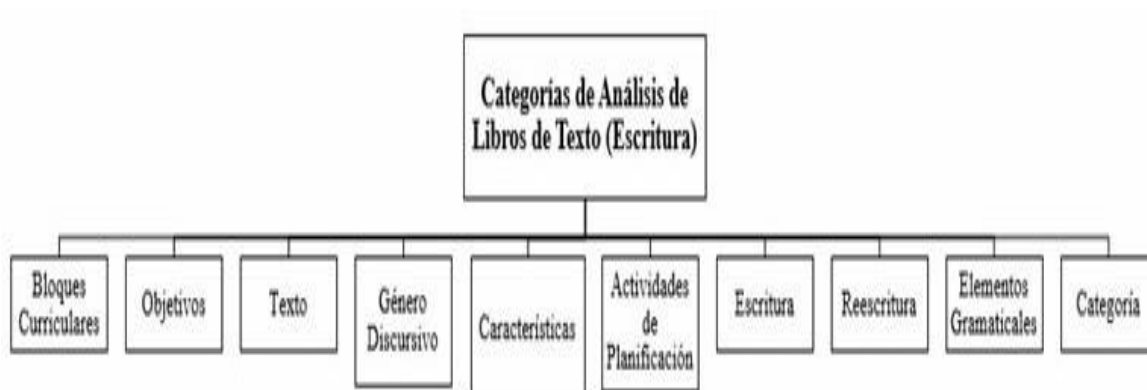 Categorías de Análisis de
Libros de Texto (Escritura)
Bloques
Curriculares
Objetivos
Texto
Género
Discursivo
Características
Actividades
de
Planificación
Escritura
Reescritura
Elementos
Gramaticales
Categoría